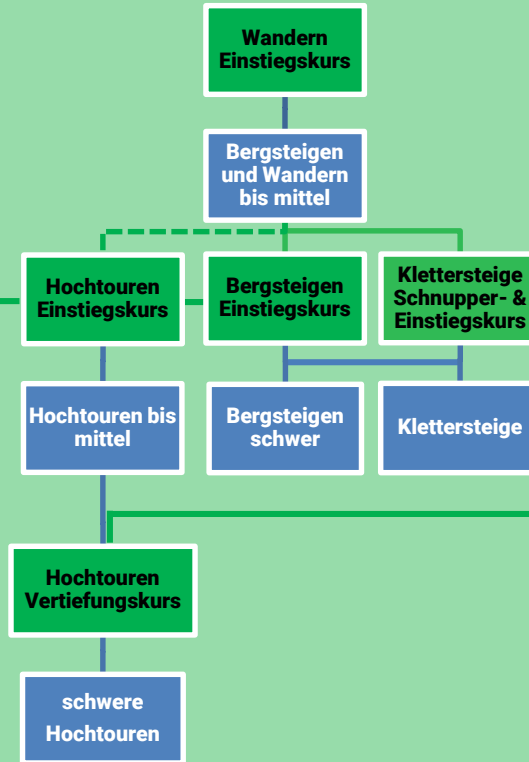 Wandern
Einstiegskurs
Bergsteigen
und Wandern
bis mittel
Hochtouren
Einstiegskurs
Bergsteigen
Einstiegskurs
Klettersteige
Schnupper- &
Einstiegskurs
Hochtouren bis
mittel
Bergsteigen
schwer
Klettersteige
Hochtouren
Vertiefungskurs
schwere
Hochtouren